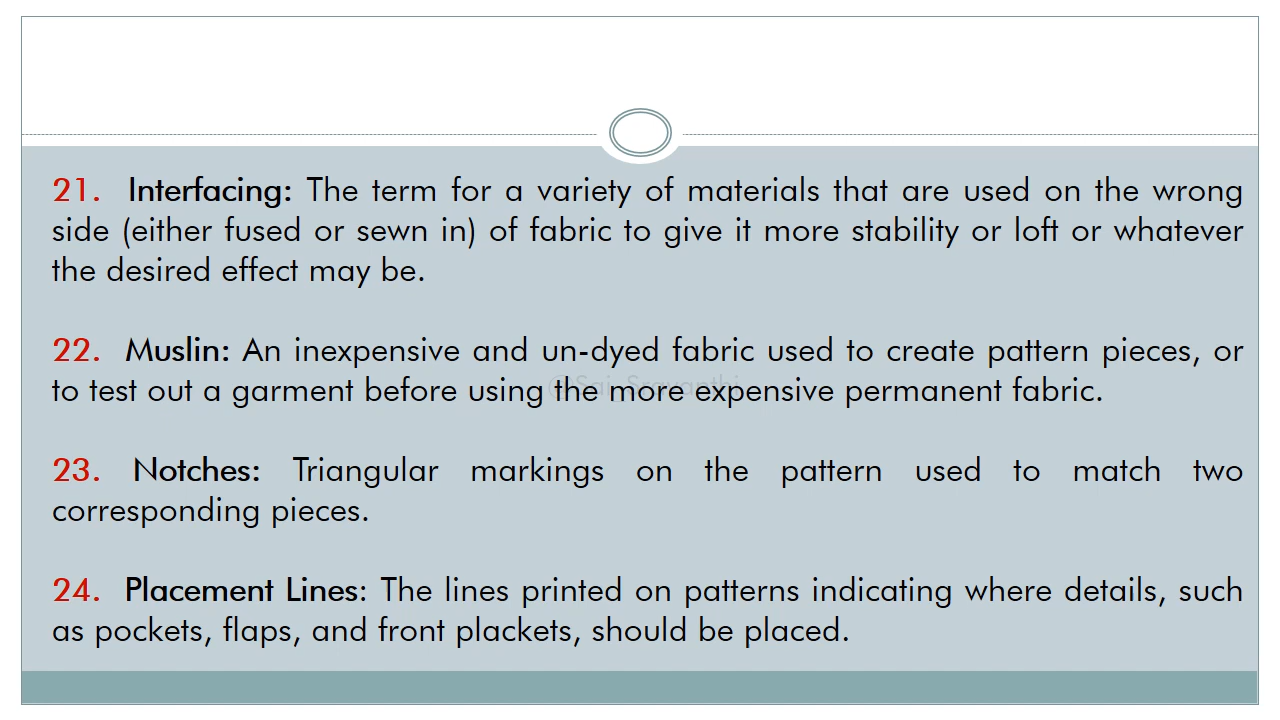 21. Interfacing: The term for a variety of materials that are used on the wrong
side (either fused or sewn in) of fabric to give it more stability or loft or whatever
the desired effect may be.
22. Muslin: An inexpensive and un-dyed fabric used to create pattern pieces, or
@Sai_Sravanthi
to test out a garment before using the more expensive permanent fabric.
23. Notches: Triangular markings on the pattern used to match two
corresponding pieces.
24. Placement Lines: The lines printed on patterns indicating where details, such
as pockets, flaps, and front plackets, should be placed.